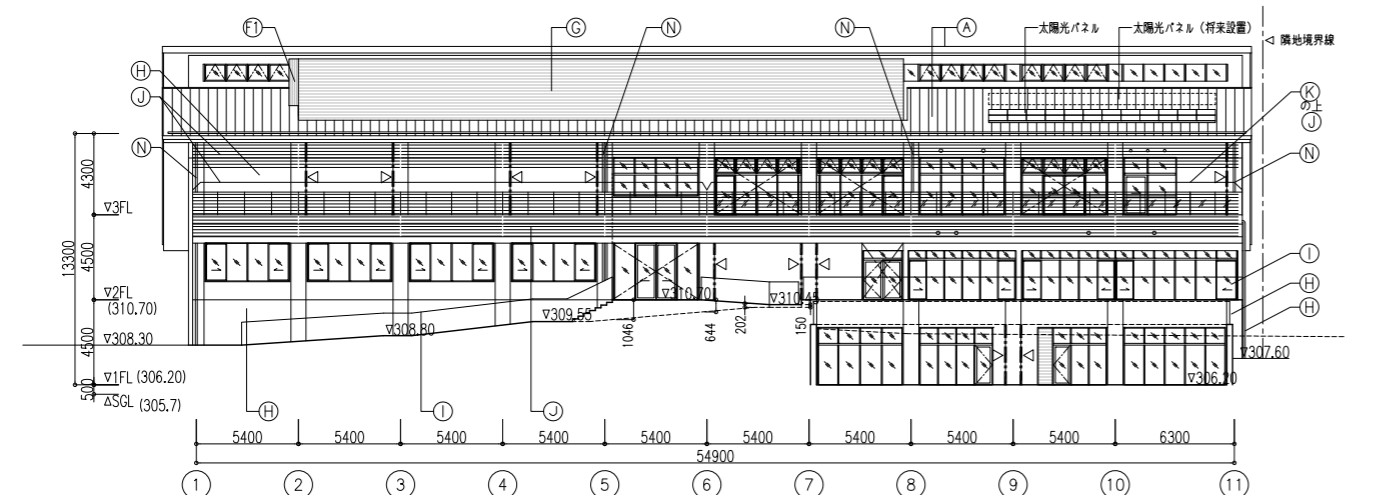 F1
G
N
N
A
太陽光パネル
太陽光パネル（将来設置）
◁ 隣地境界線
H
J
N
K
の上
J
N
4300
▽3FL
13300
4500
▽2FL
(310.70)
▽308.30
4500
▽1FL (306.20)
500
△SGL (305.7)
▽310.70
▽310.45
▽309.55
▽308.80
1046
644
202
150
I
H
H
▽307.60
▽306.20
H
I
J
5400 5400 5400 5400 5400 5400 5400 5400 5400 6300
54900
1 2 3 4 5 6 7 8 9 10 11